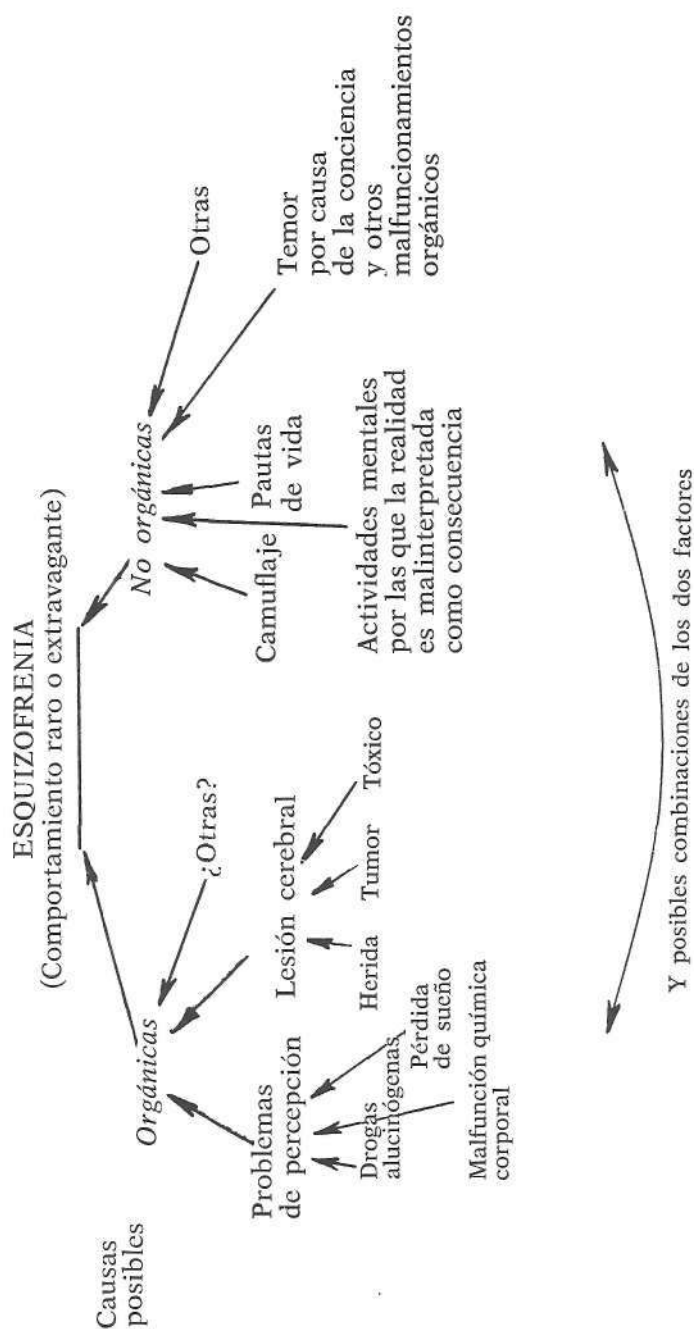 ESQUIZOFRENIA
(Comportamiento raro o extravagante)
Causas
posibles
Orgánicas
No orgánicas
¿Otras?
Otras
Problemas
de percepción
Lesión cerebral
Camuflaje
Pautas
de vida
Temor
por causa
de la conciencia
y otros
malfuncionamientos
orgánicos
Drogas
alucinógenas
Pérdida
de sueño
Malfunción química
corporal
Herida
Tumor
Tóxico
Actividades mentales
por las que la realidad
es malinterpretada
como consecuencia
Y posibles combinaciones de los dos factores